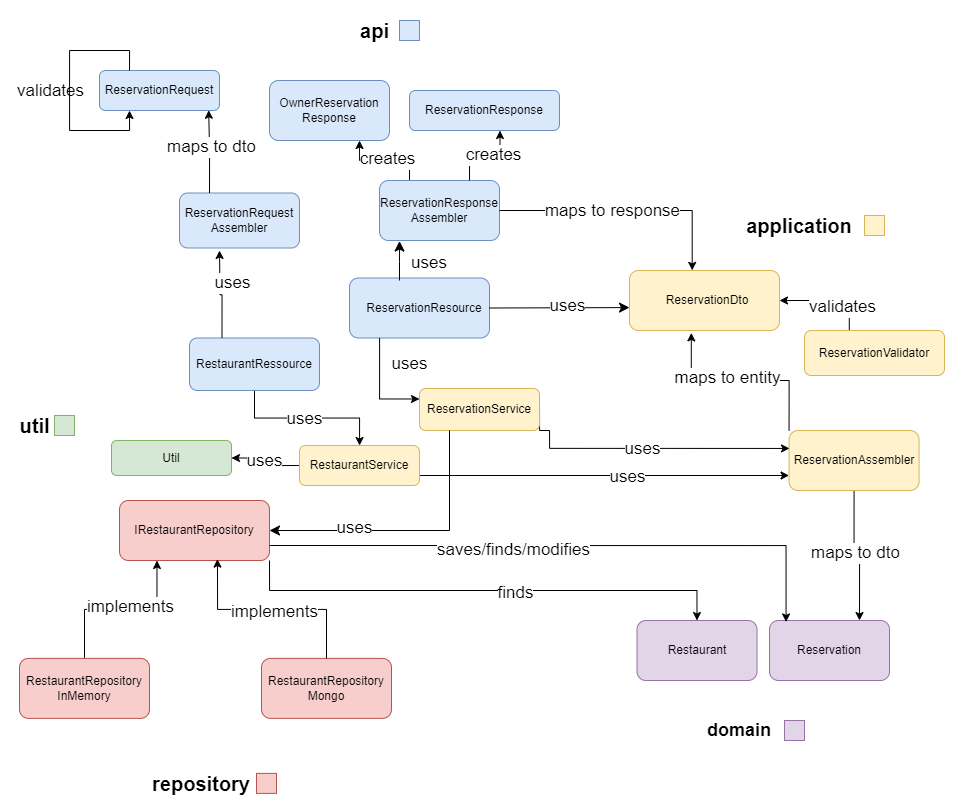 api
validates
ReservationRequest
OwnerReservation
Response
ReservationResponse
maps to dto
creates
creates
ReservationRequest
Assembler
ReservationResponse
Assembler
maps to response
application
uses
uses
ReservationResource
uses
ReservationDto
validates
ReservationValidator
RestaurantRessource
uses
maps to entity
util
uses
ReservationService
Util
uses
RestaurantService
uses
uses
ReservationAssembler
IRestaurantRepository
uses
saves/finds/modifies
maps to dto
finds
implements
implements
RestaurantRepository
InMemory
RestaurantRepository
Mongo
Restaurant
Reservation
domain
repository